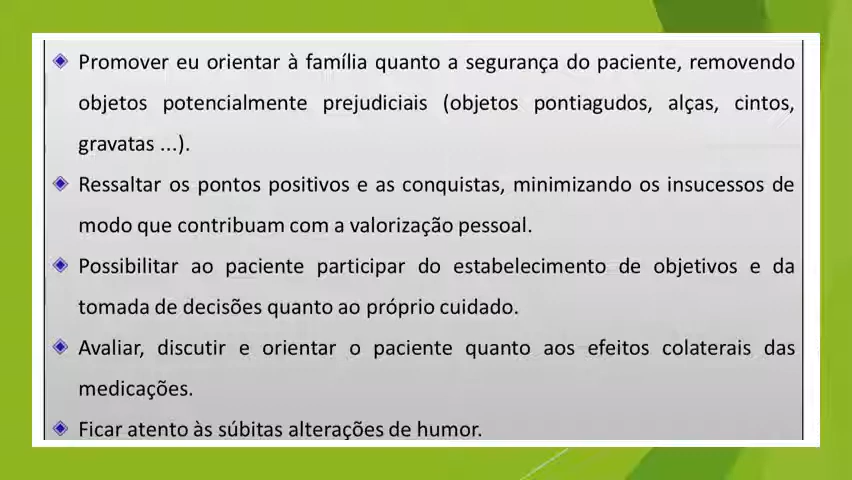 Promover eu orientar à família quanto a segurança do paciente, removendo
objetos potencialmente prejudiciais (objetos pontiagudos, alças, cintos,
gravatas ...).
Ressaltar os pontos positivos e as conquistas, minimizando os insucessos de
modo que contribuam com a valorização pessoal.
Possibilitar ao paciente participar do estabelecimento de objetivos e da
tomada de decisões quanto ao próprio cuidado.
Avaliar, discutir e orientar o paciente quanto aos efeitos colaterais das
medicações.
Ficar atento às súbitas alterações de humor.